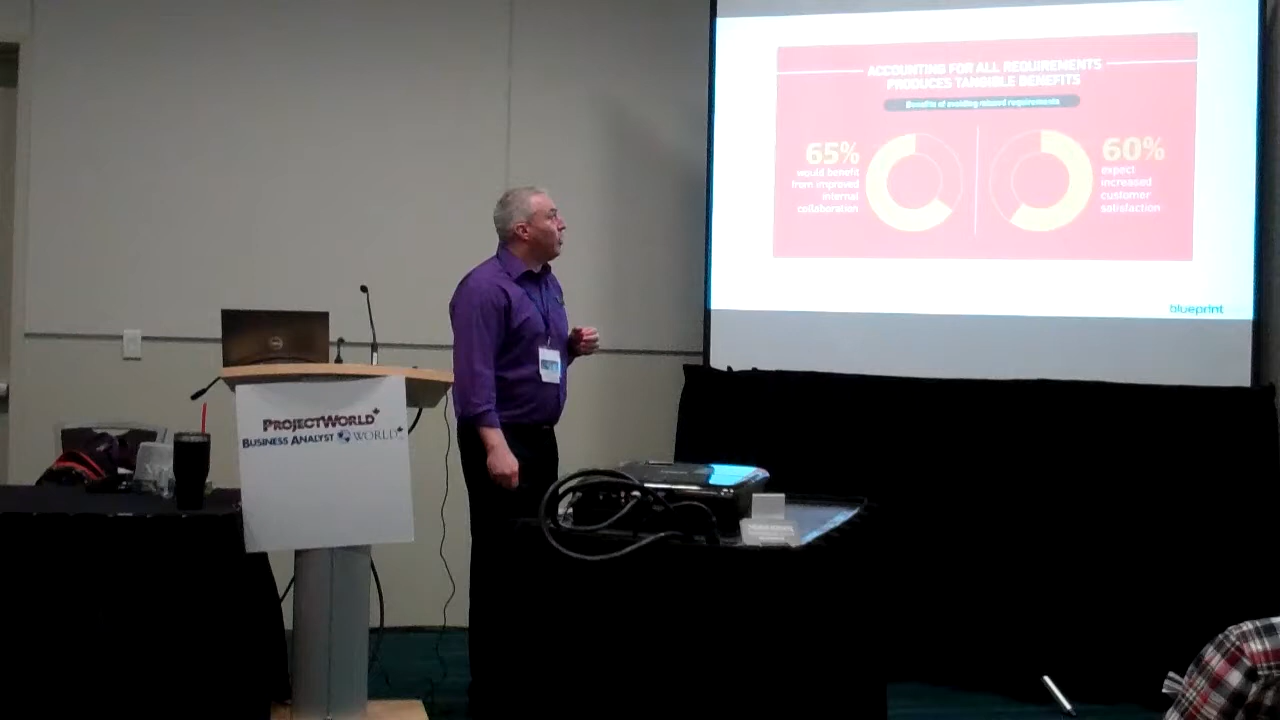 ACCOUNTING FOR ALL REQUIREMENTS
PRODUCES TANGIBLE BENEFITS
Benefits of avoiding missed requirements
65%
would benefit
from improved
internal
collaboration
60%
expect
increased
customer
satisfaction
blueprint
PROJECTWORLD
BUSINESS ANALYST WORLD
DELL